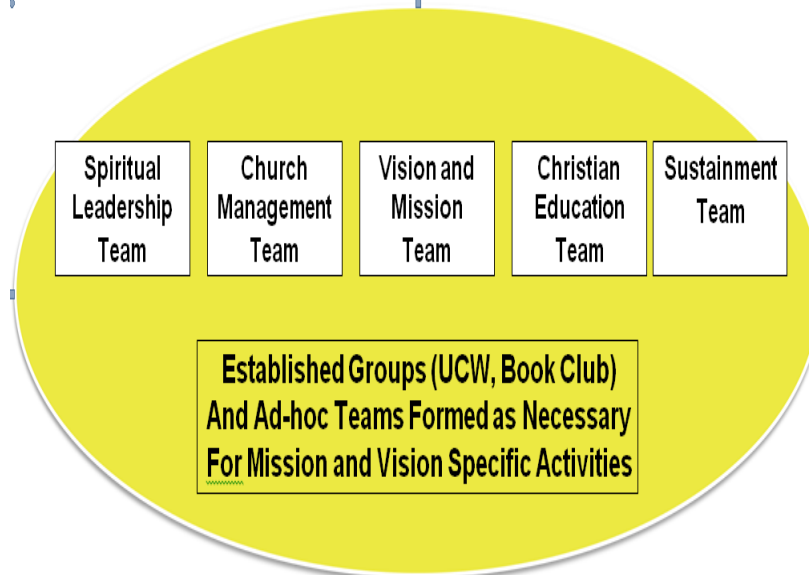 Spiritual
Leadership
Team
Church
Management
Team
Vision and
Mission
Team
Christian
Education
Team
Sustainment
Team
Established Groups (UCW, Book Club)
And Ad-hoc Teams Formed as Necessary
For Mission and Vision Specific Activities